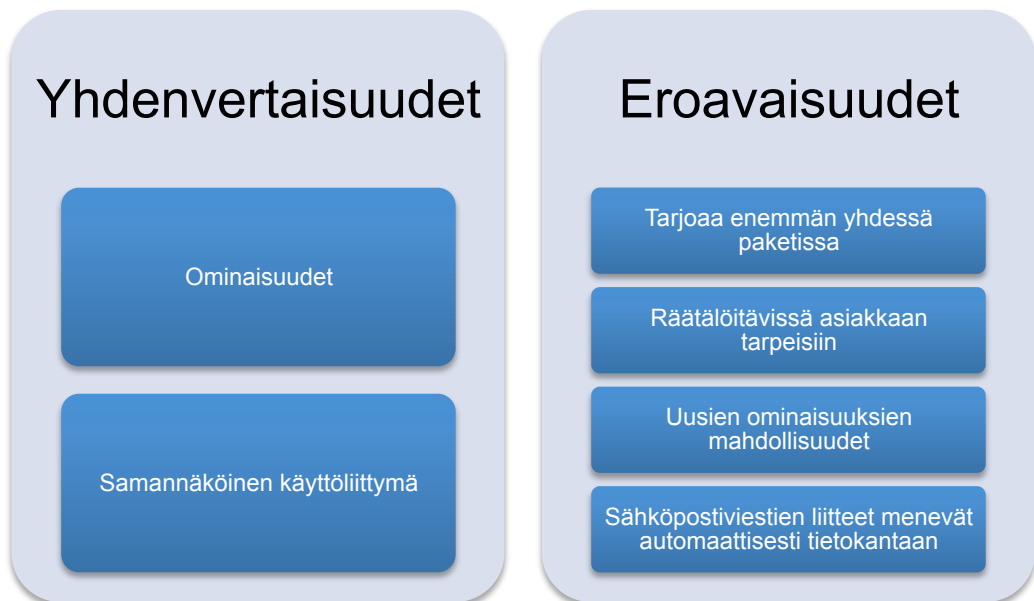 Yhdenvertaisuudet
Ominaisuudet
Samannäköinen käyttöliittymä
Eroavaisuudet
Tarjoaa enemmän yhdessä
paketissa
Räätälöitävissä asiakkaan
tarpeisiin
Uusien ominaisuuksien
mahdollisuudet
Sähköpostiviestien liitteet menevät
automaattisesti tietokantaan